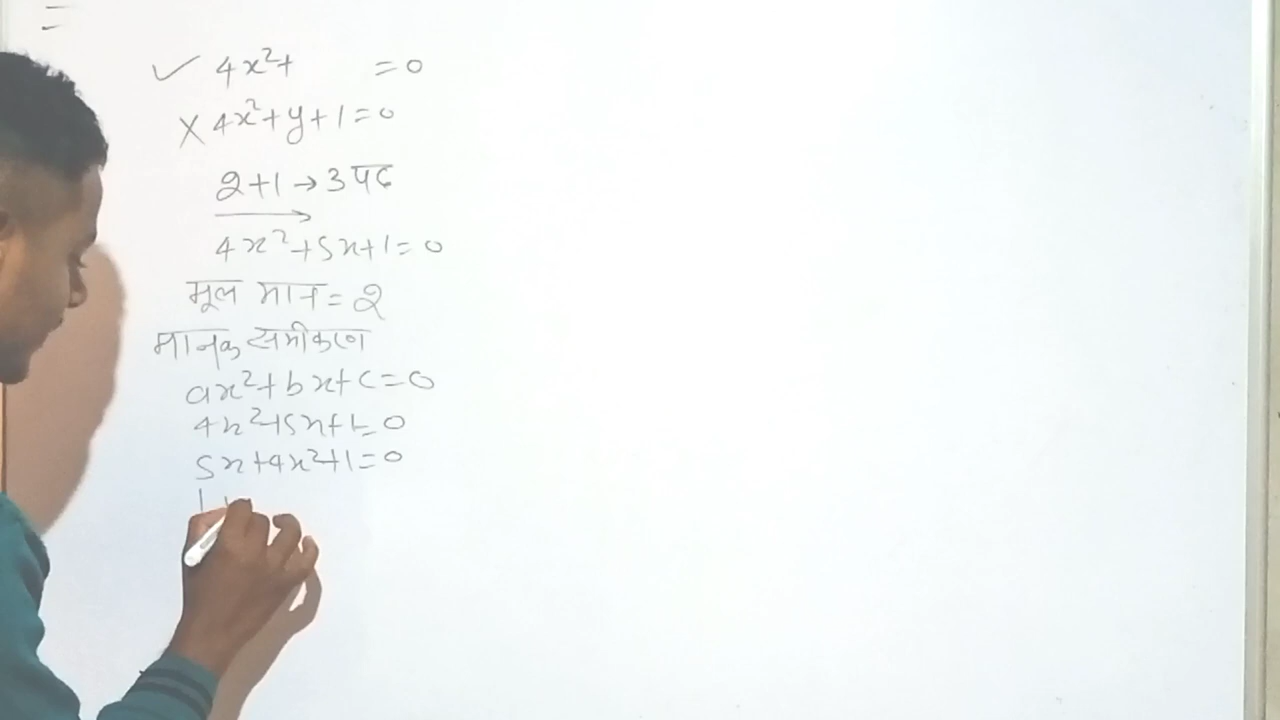 ✓ 4x²+ = 0
X 4x²+y+1=0
2+1→3 पद
4x²+5x+1=0
मूल मान = 2
मानक समीकरण
ax²+bx+c=0
4x²+5x+1=0
5x+4x²+1=0